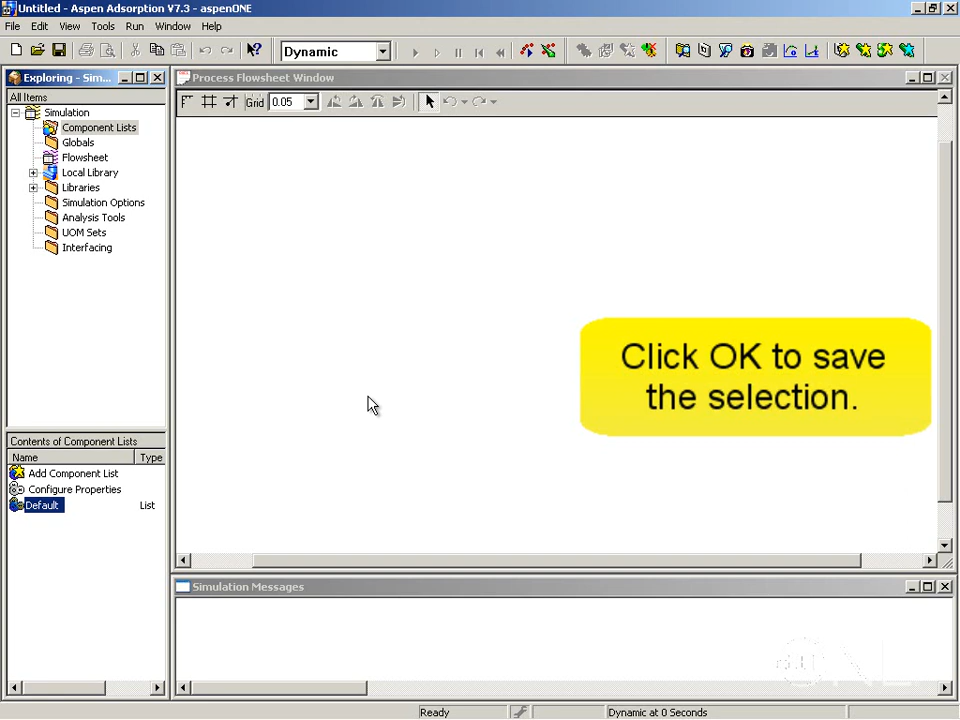 Untitled - Aspen Adsorption V7.3 - aspenONE
File Edit View Tools Run Window Help
Dynamic
Exploring - Sim...
Process Flowsheet Window
All Items
Grid 0.05
Simulation
Component Lists
Globals
Flowsheet
Local Library
Libraries
Simulation Options
Analysis Tools
UOM Sets
Interfacing
Click OK to save
the selection.
Contents of Component Lists
Name Type
Add Component List
Configure Properties
Default List
Simulation Messages
Ready Dynamic at 0 Seconds